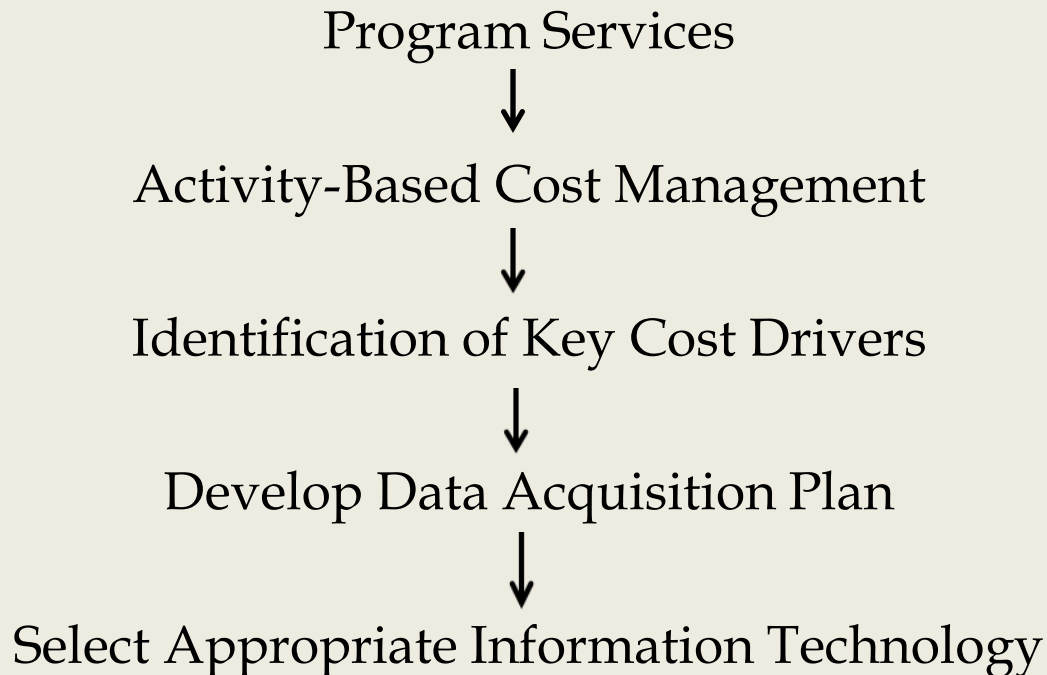 Program Services
Activity-Based Cost Management
Identification of Key Cost Drivers
Develop Data Acquisition Plan
Select Appropriate Information Technology